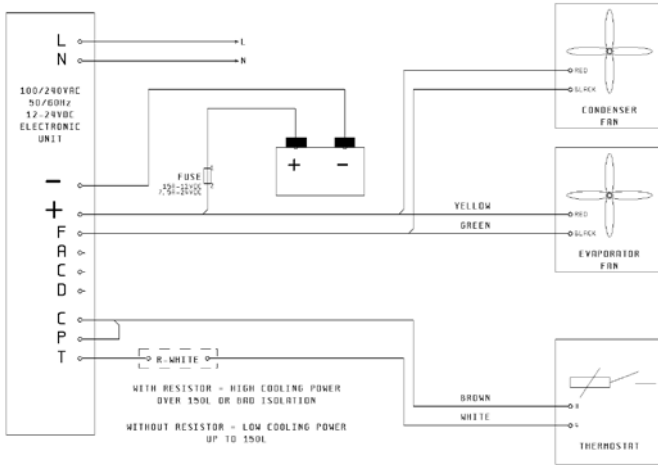 L
N
100/240VAC
50/60Hz
12-24VDC
ELECTRONIC
UNIT
-
+
F
A
C
D
C
P
T
L
N
FUSE
15A-12VDC
7,5A-24VDC
+ -
YELLOW
GREEN
RED
BLACK
CONDENSER
FAN
RED
BLACK
EVAPORATOR
FAN
R-WHITE
WITH RESISTOR = HIGH COOLING POWER
OVER 150L OR BAD ISOLATION
WITHOUT RESISTOR = LOW COOLING POWER
UP TO 150L
BROWN
WHITE
THERMOSTAT